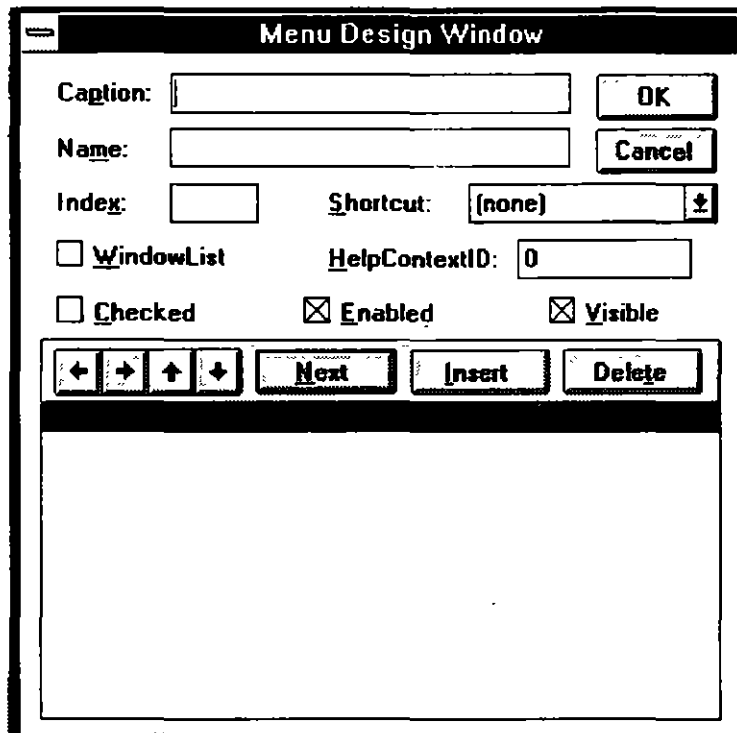 Menu Design Window
Caption: OK
Name: Cancel
Index: Shortcut: (none)
WindowList HelpContextID: 0
Checked Enabled Visible
Next Insert Delete